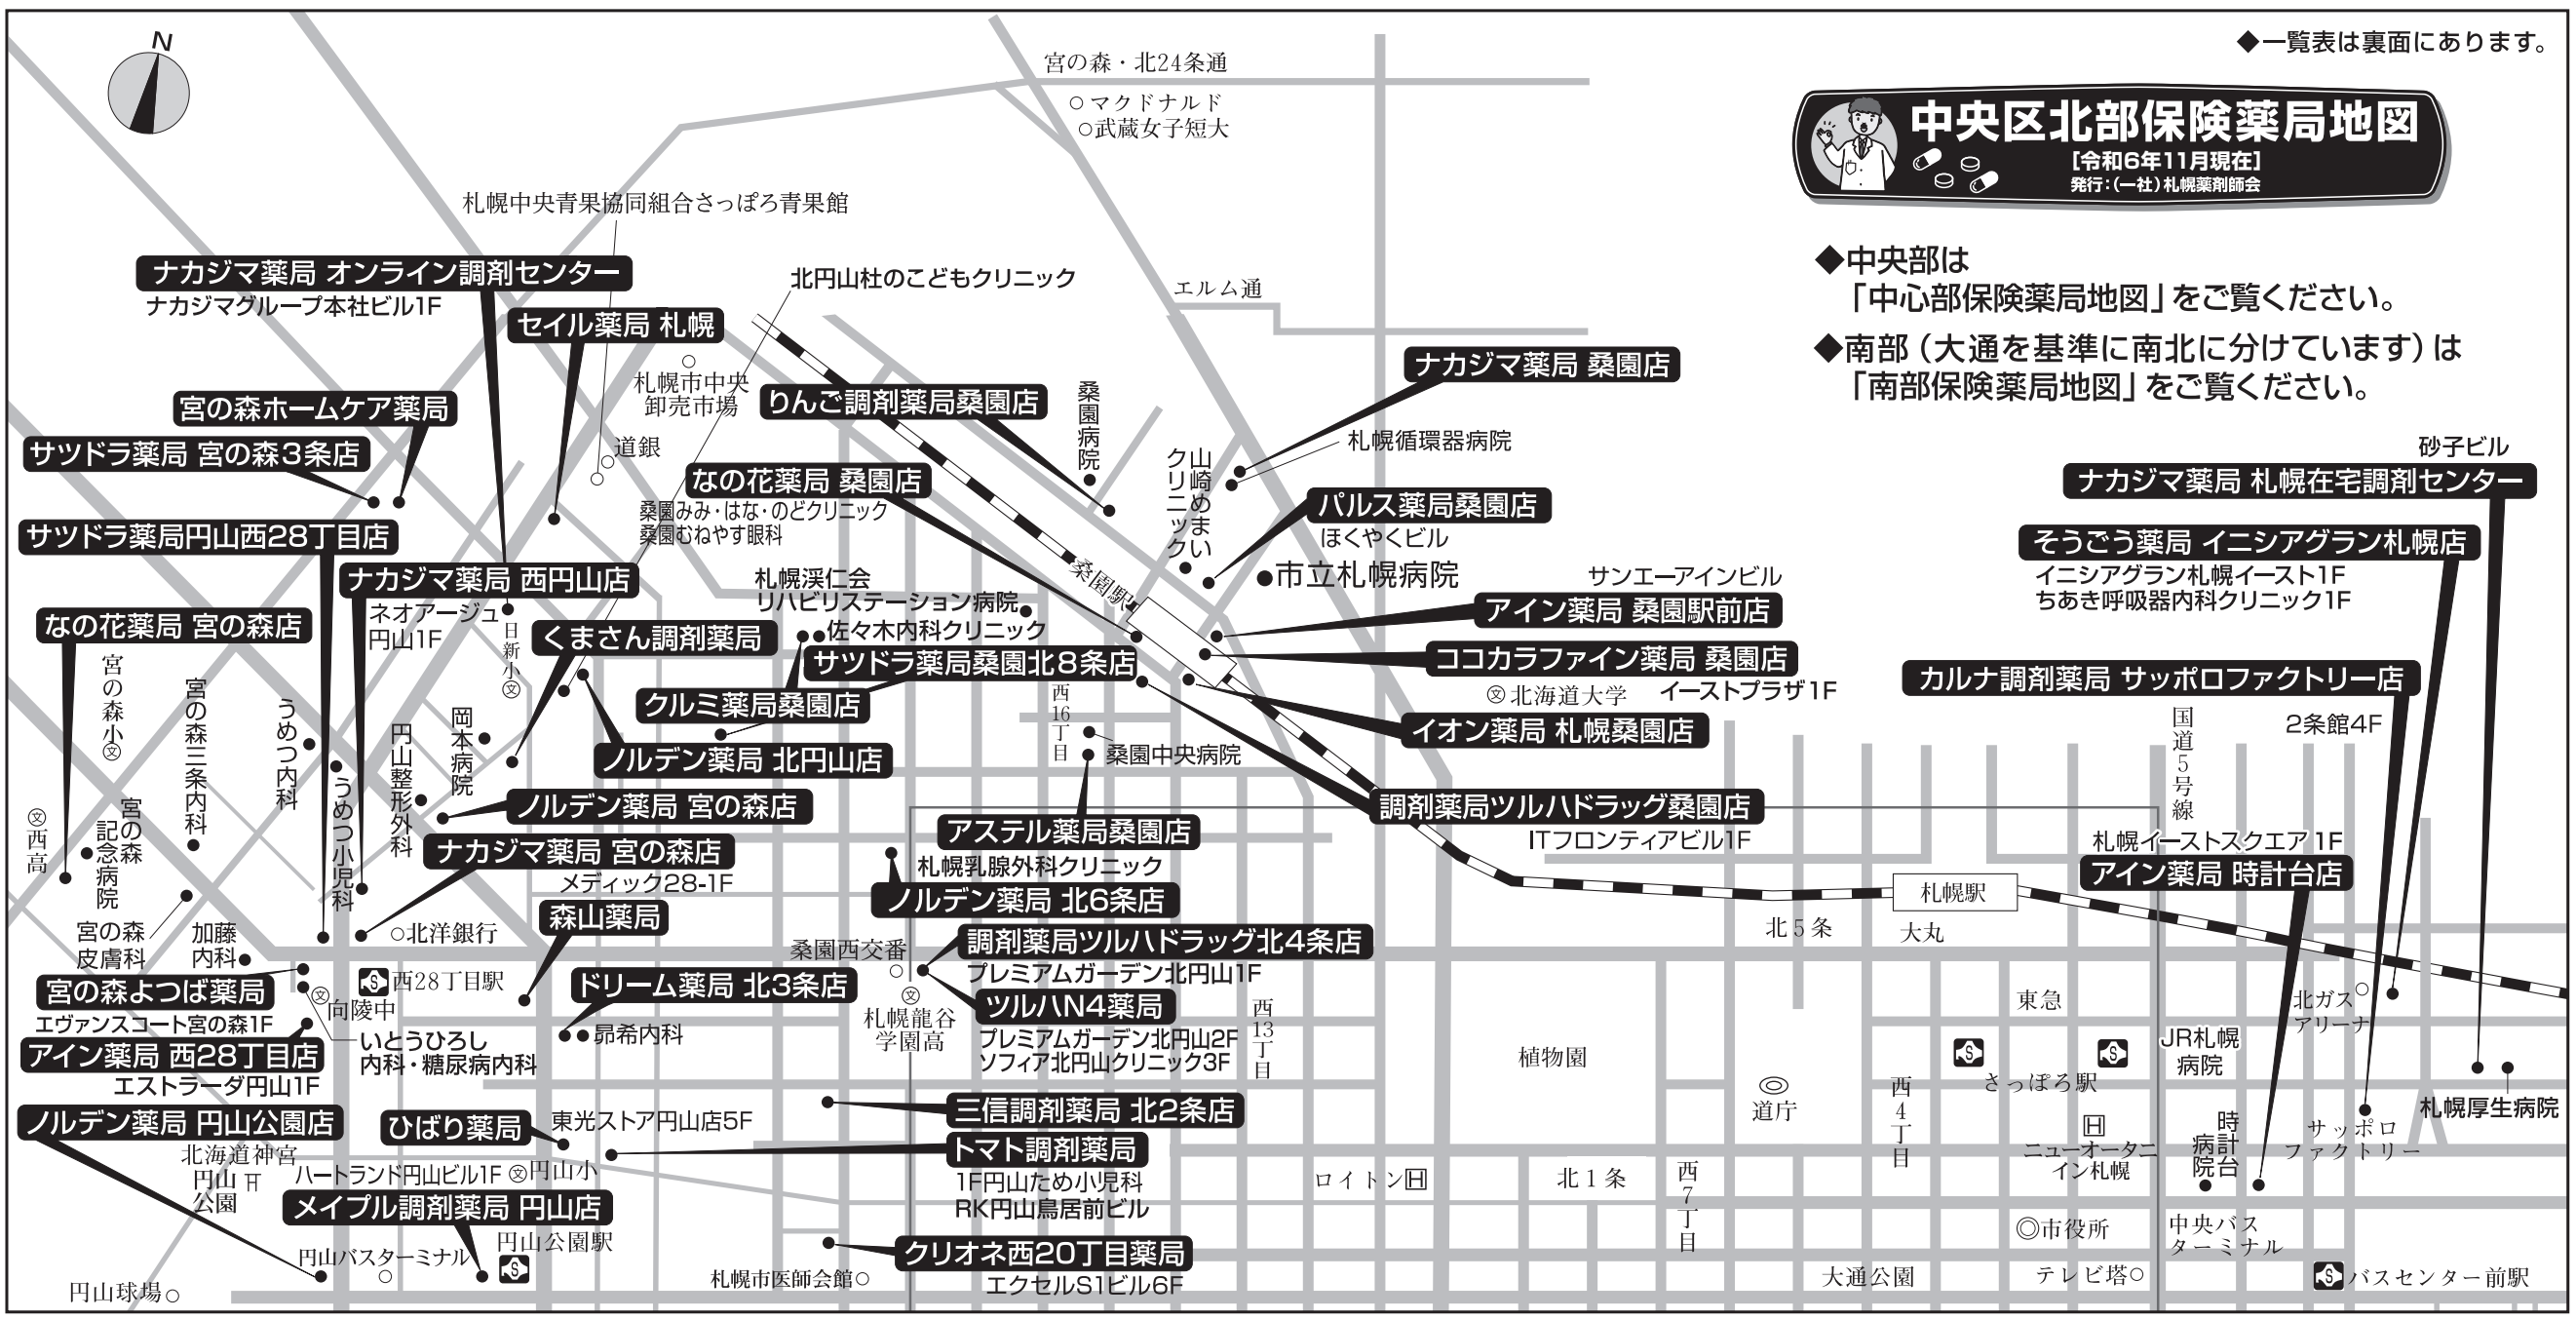 N
◆一覧表は裏面にあります。
中央区北部保険薬局地図
[令和6年11月現在]
発行：(一社)札幌薬剤師会
◆中央部は
「中心部保険薬局地図」をご覧ください。
◆南部（大通を基準に南北に分けています）は
「南部保険薬局地図」をご覧ください。
宮の森・北24条通
マクドナルド
武蔵女子短大
札幌中央青果協同組合さっぽろ青果館
ナカジマ薬局 オンライン調剤センター
ナカジマグループ本社ビル1F
北円山杜のこどもクリニック
エルム通
セイル薬局 札幌
札幌市中央
卸売市場
道銀
りんご調剤薬局桑園店
桑園病院
ナカジマ薬局 桑園店
札幌循環器病院
宮の森ホームケア薬局
サツドラ薬局 宮の森3条店
なの花薬局 桑園店
桑園みみ・はな・のどクリニック
桑園むねやす眼科
山崎めまい
クリニック
パルス薬局桑園店
ほくやくビル
市立札幌病院
砂子ビル
ナカジマ薬局 札幌在宅調剤センター
サツドラ薬局円山西28丁目店
ナカジマ薬局 西円山店
ネオアージュ
円山1F
日新小
文
札幌渓仁会
リハビリステーション病院
佐々木内科クリニック
桑園駅
サンエーアインビル
アイン薬局 桑園駅前店
そうごう薬局 イニシアグラン札幌店
イニシアグラン札幌イースト1F
ちあき呼吸器内科クリニック1F
なの花薬局 宮の森店
宮の森小
文
くまさん調剤薬局
サツドラ薬局桑園北8条店
ココカラファイン薬局 桑園店
イーストプラザ1F
文北海道大学
カルナ調剤薬局 サッポロファクトリー店
2条館4F
クルミ薬局桑園店
西16丁目
イオン薬局 札幌桑園店
宮の森三条内科
うめつ内科
円山整形外科
岡本病院
ノルデン薬局 北円山店
桑園中央病院
国道5号線
うめつ小児科
ノルデン薬局 宮の森店
調剤薬局ツルハドラッグ桑園店
ITフロンティアビル1F
文
西高
宮の森
記念病院
ナカジマ薬局 宮の森店
メディック28-1F
アステル薬局桑園店
札幌乳腺外科クリニック
ノルデン薬局 北6条店
札幌イーストスクエア 1F
アイン薬局 時計台店
札幌駅
宮の森
皮膚科
加藤
内科
北洋銀行
森山薬局
桑園西交番
調剤薬局ツルハドラッグ北4条店
プレミアムガーデン北円山1F
北5条
大丸
宮の森よつば薬局
エヴァンスコート宮の森1F
文
向陵中
西28丁目駅
ドリーム薬局 北3条店
昴希内科
文
札幌龍谷
学園高
ツルハN4薬局
プレミアムガーデン北円山2F
ソフィア北円山クリニック3F
西13丁目
植物園
東急
北ガス
アリーナ
JR札幌
病院
アイン薬局 西28丁目店
エストラーダ円山1F
いとうひろし
内科・糖尿病内科
さっぽろ駅
道庁
西4丁目
札幌厚生病院
ノルデン薬局 円山公園店
ひばり薬局
東光ストア円山店5F
三信調剤薬局 北2条店
H
ニューオータニ
イン札幌
時計台
病院
サッポロ
ファクトリー
北海道神宮
円山
公園
ハートランド円山ビル1F
文円山小
トマト調剤薬局
1F円山ため小児科
RK円山鳥居前ビル
ロイトンH
北1条
西7丁目
メイプル調剤薬局 円山店
円山公園駅
円山バスターミナル
円山球場
札幌市医師会館
クリオネ西20丁目薬局
エクセルS1ビル6F
市役所
中央バス
ターミナル
大通公園
テレビ塔
バスセンター前駅